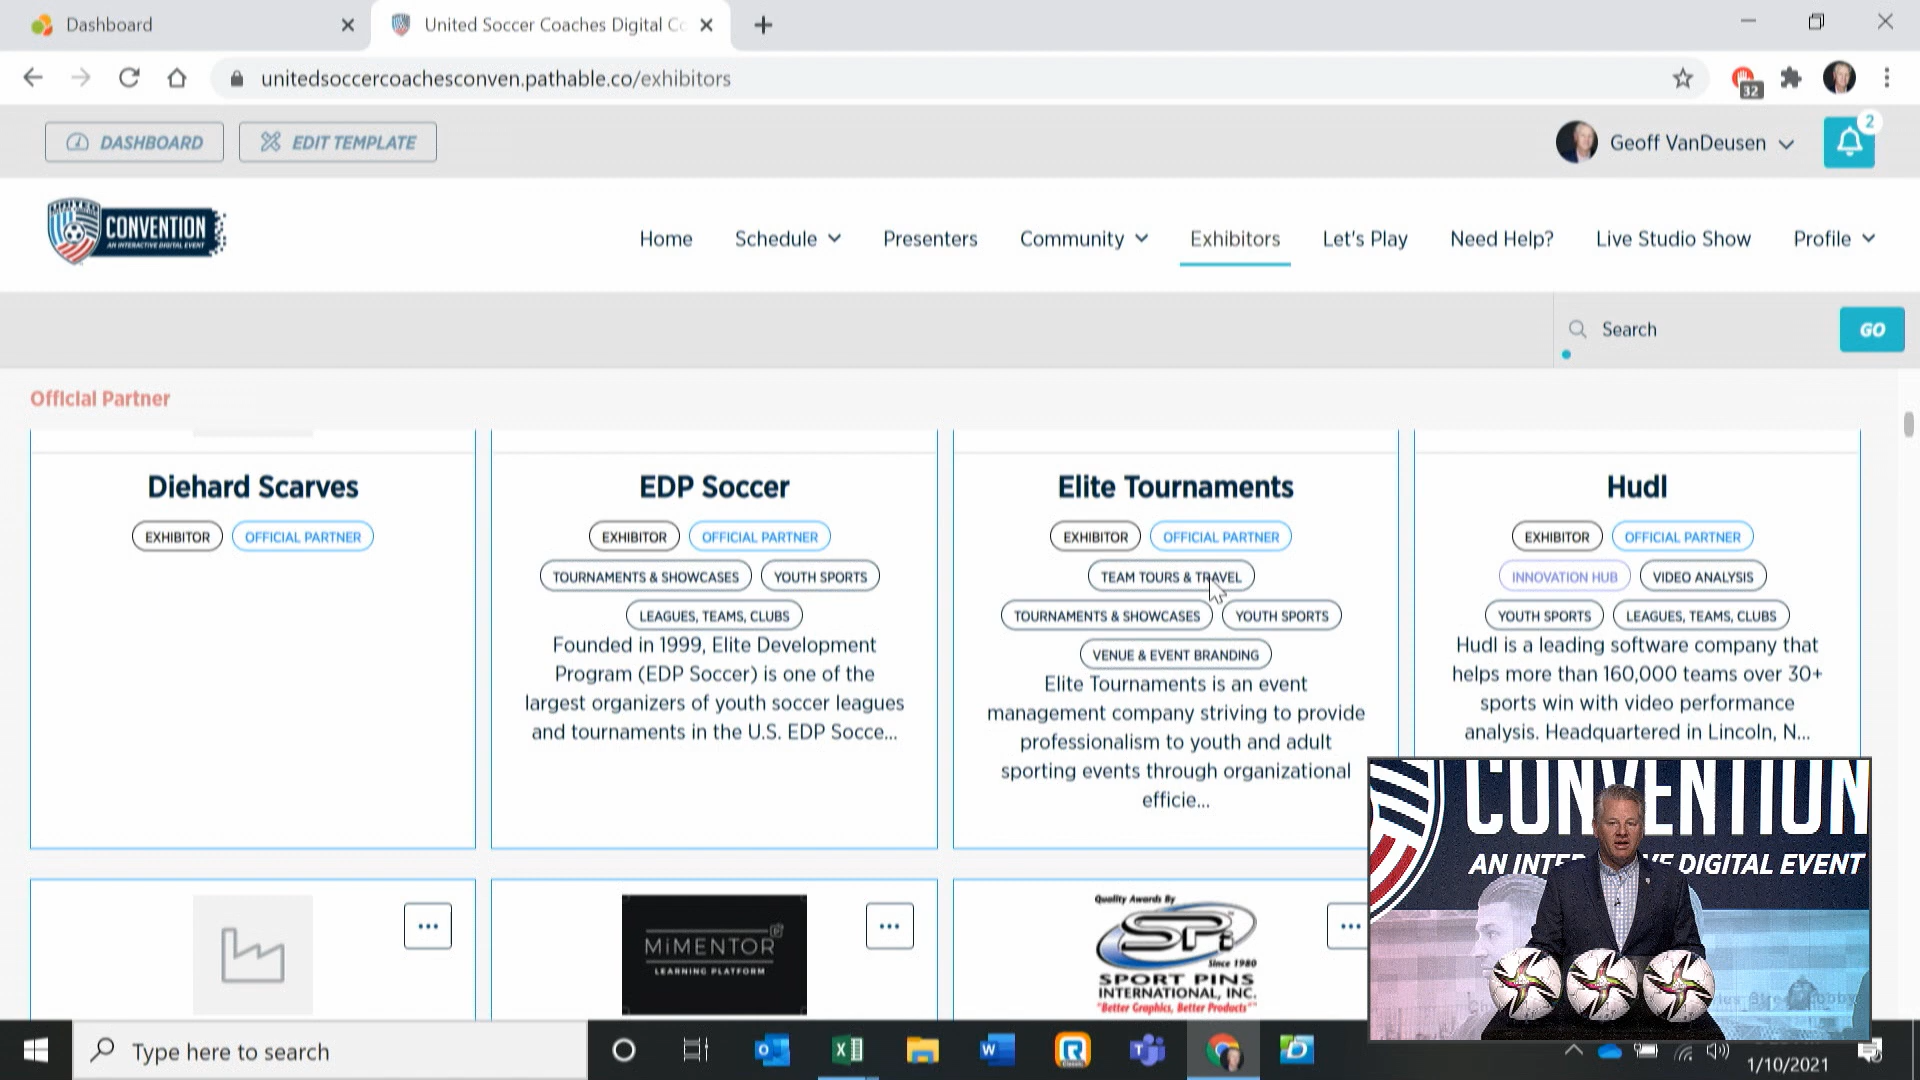 Dashboard
United Soccer Coaches Digital Co
unitedsoccercoachesconven.pathable.co/exhibitors
32
DASHBOARD
EDIT TEMPLATE
Geoff VanDeusen
2
UNITED SOCCER COACHES
CONVENTION
AN INTERACTIVE DIGITAL EVENT
Home
Schedule
Presenters
Community
Exhibitors
Let's Play
Need Help?
Live Studio Show
Profile
Search
GO
Official Partner
Diehard Scarves
EXHIBITOR
OFFICIAL PARTNER
EDP Soccer
EXHIBITOR
OFFICIAL PARTNER
TOURNAMENTS & SHOWCASES
YOUTH SPORTS
LEAGUES, TEAMS, CLUBS
Founded in 1999, Elite Development
Program (EDP Soccer) is one of the
largest organizers of youth soccer leagues
and tournaments in the U.S. EDP Socce...
Elite Tournaments
EXHIBITOR
OFFICIAL PARTNER
TEAM TOURS & TRAVEL
TOURNAMENTS & SHOWCASES
YOUTH SPORTS
VENUE & EVENT BRANDING
Elite Tournaments is an event
management company striving to provide
professionalism to youth and adult
sporting events through organizational
efficie...
Hudl
EXHIBITOR
OFFICIAL PARTNER
INNOVATION HUB
VIDEO ANALYSIS
YOUTH SPORTS
LEAGUES, TEAMS, CLUBS
Hudl is a leading software company that
helps more than 160,000 teams over 30+
sports win with video performance
analysis. Headquartered in Lincoln, N...
MiMENTOR
LEARNING PLATFORM
Quality Awards By
SPi
Since 1980
SPORT PINS
INTERNATIONAL, INC.
"Better Graphics, Better Products"
CONVENTION
AN INTE VE DIGITAL EVENT
Type here to search
1/10/2021